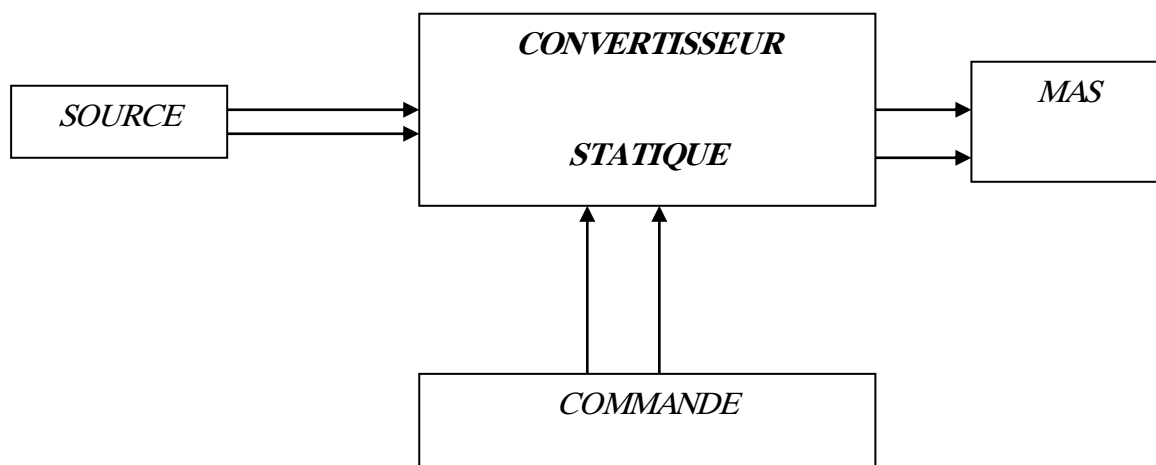 CONVERTISSEUR
STATIQUE
SOURCE
MAS
COMMANDE